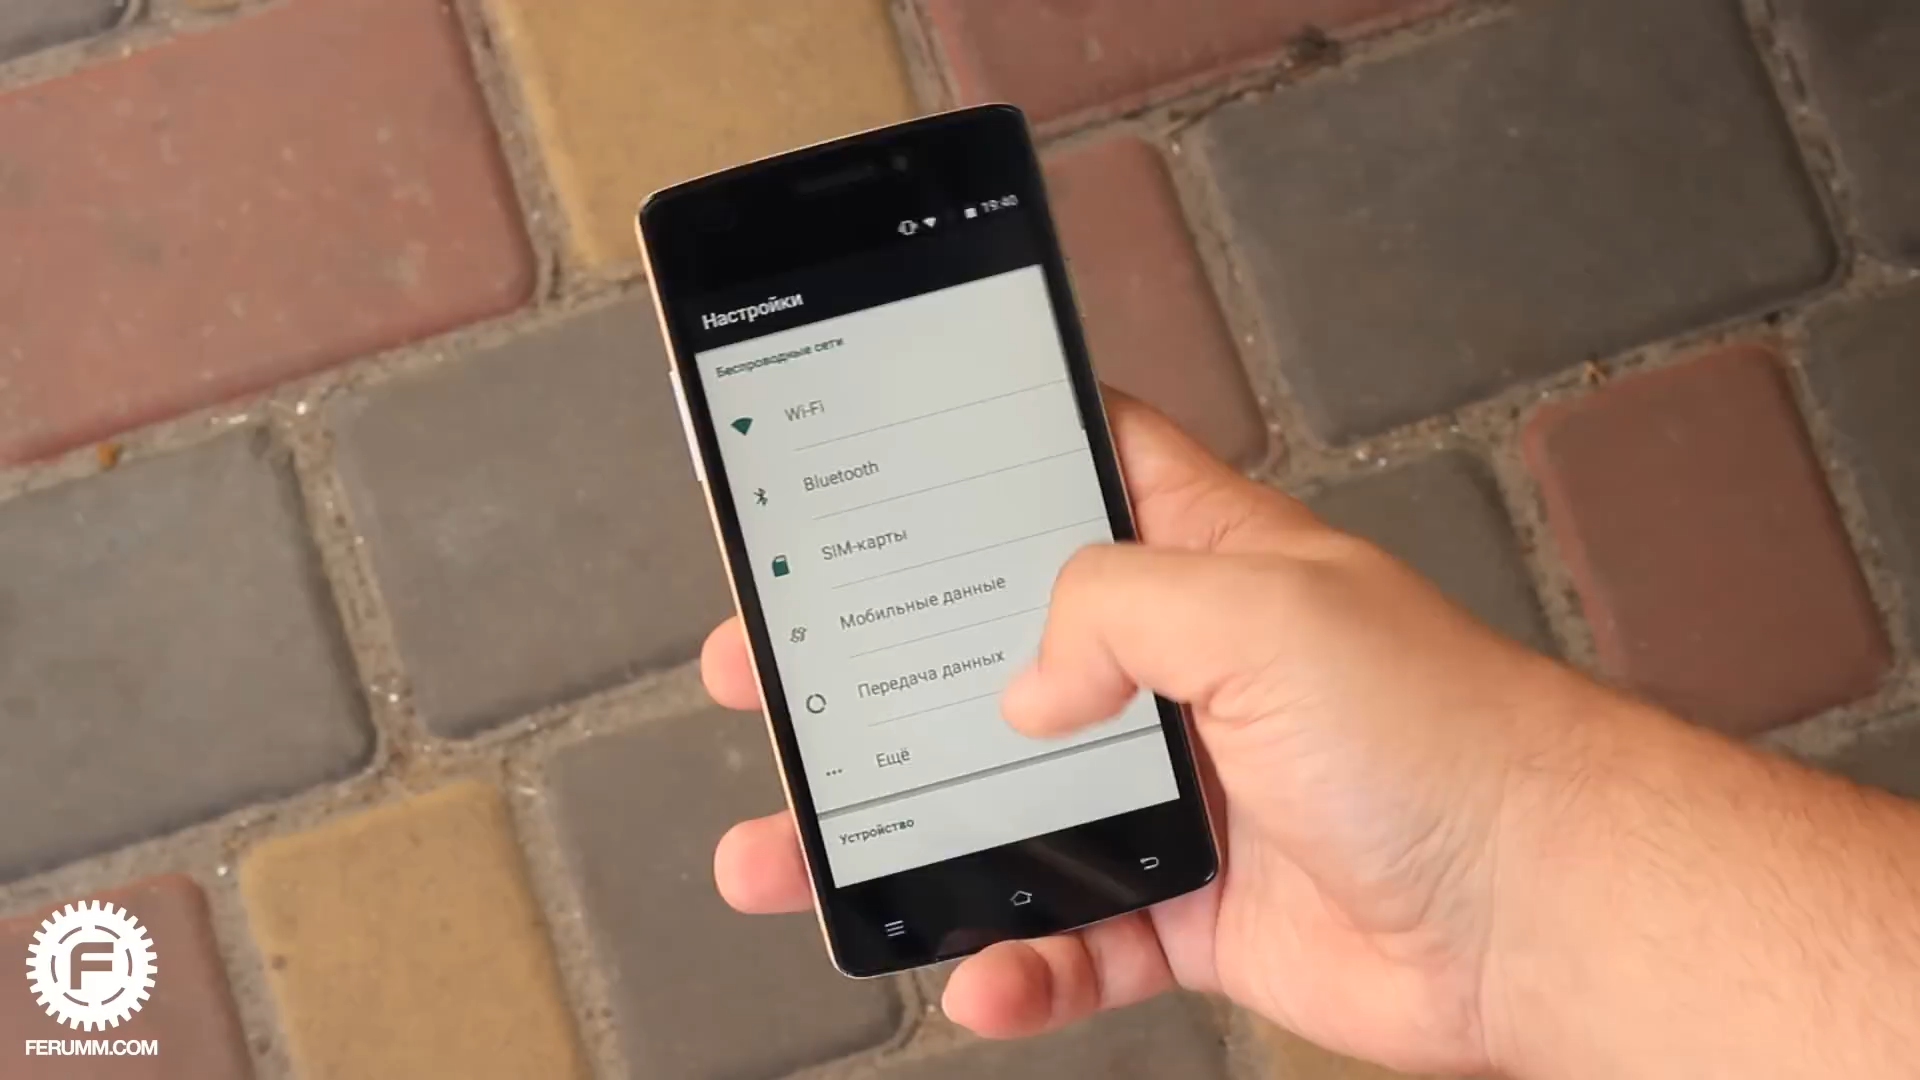 19:40
Настройки
Беспроводные сети
Wi-Fi
Bluetooth
SIM-карты
Мобильные данные
Передача данных
Ещё
Устройство
F
FERUMM.COM